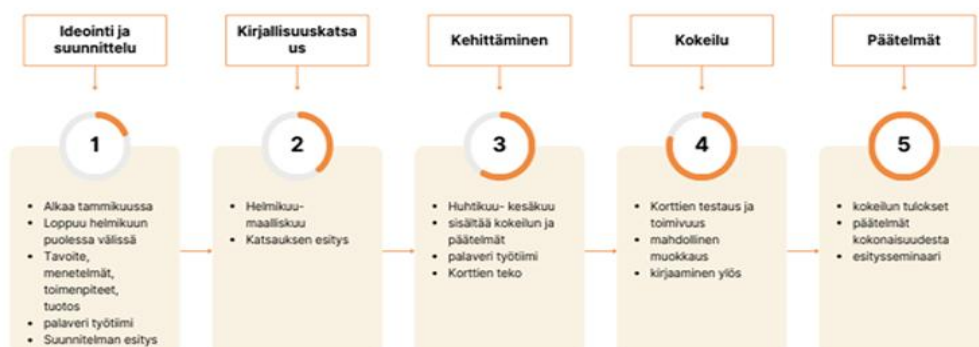 Ideointi ja
suunnittelu
1
• Alkaa tammikuussa
• Loppuu helmikuun
puolessa välissä
• Tavoite,
menetelmät,
toimenpiteet,
tuotos
• palaveri työtiimi
• Suunnitelman esitys
Kirjallisuuskatsa
us
2
• Helmikuu-
maaliskuu
• Katsauksen esitys
Kehittäminen
3
• Huhtikuu- kesäkuu
• sisältää kokeilun ja
päätelmät
• palaveri työtiimi
• Korttien teko
Kokeilu
4
• Korttien testaus ja
toimivuus
• mahdollinen
muokkaus
• kirjaaminen ylös
Päätelmät
5
• kokeilun tulokset
• päätelmät
kokonaisuudesta
• esitysseminaari